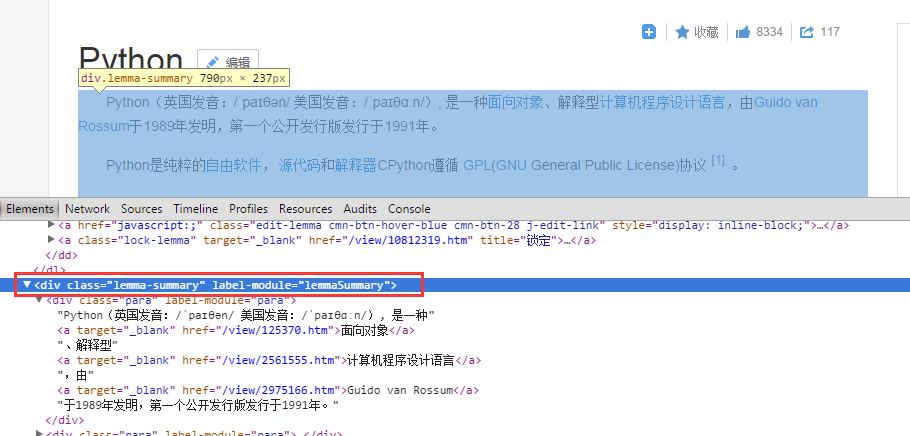 收藏 8334 117
Python 编辑
div.lemma-summary 790px × 237px
Python（英国发音：/ˈpaɪθən/ 美国发音：/ˈpaɪθɑːn/）, 是一种面向对象、解释型计算机程序设计语言，由Guido van
Rossum于1989年发明，第一个公开发行版发行于1991年。
Python是纯粹的自由软件， 源代码和解释器CPython遵循 GPL(GNU General Public License)协议 [1] 。
Elements Network Sources Timeline Profiles Resources Audits Console
<a href="javascript:;" class="edit-lemma cmn-btn-hover-blue cmn-btn-28 j-edit-link" style="display: inline-block;">…</a>
<a class="lock-lemma" target="_blank" href="/view/10812319.htm" title="锁定">…</a>
</dd>
</dl>
<div class="lemma-summary" label-module="lemmaSummary">
<div class="para" label-module="para">
"Python（英国发音：/ˈpaɪθən/ 美国发音：/ˈpaɪθɑːn/）, 是一种"
<a target="_blank" href="/view/125370.htm">面向对象</a>
"、解释型"
<a target="_blank" href="/view/2561555.htm">计算机程序设计语言</a>
"，由"
<a target="_blank" href="/view/2975166.htm">Guido van Rossum</a>
"于1989年发明，第一个公开发行版发行于1991年。"
</div>
<div class="para" label-module="para">…</div>